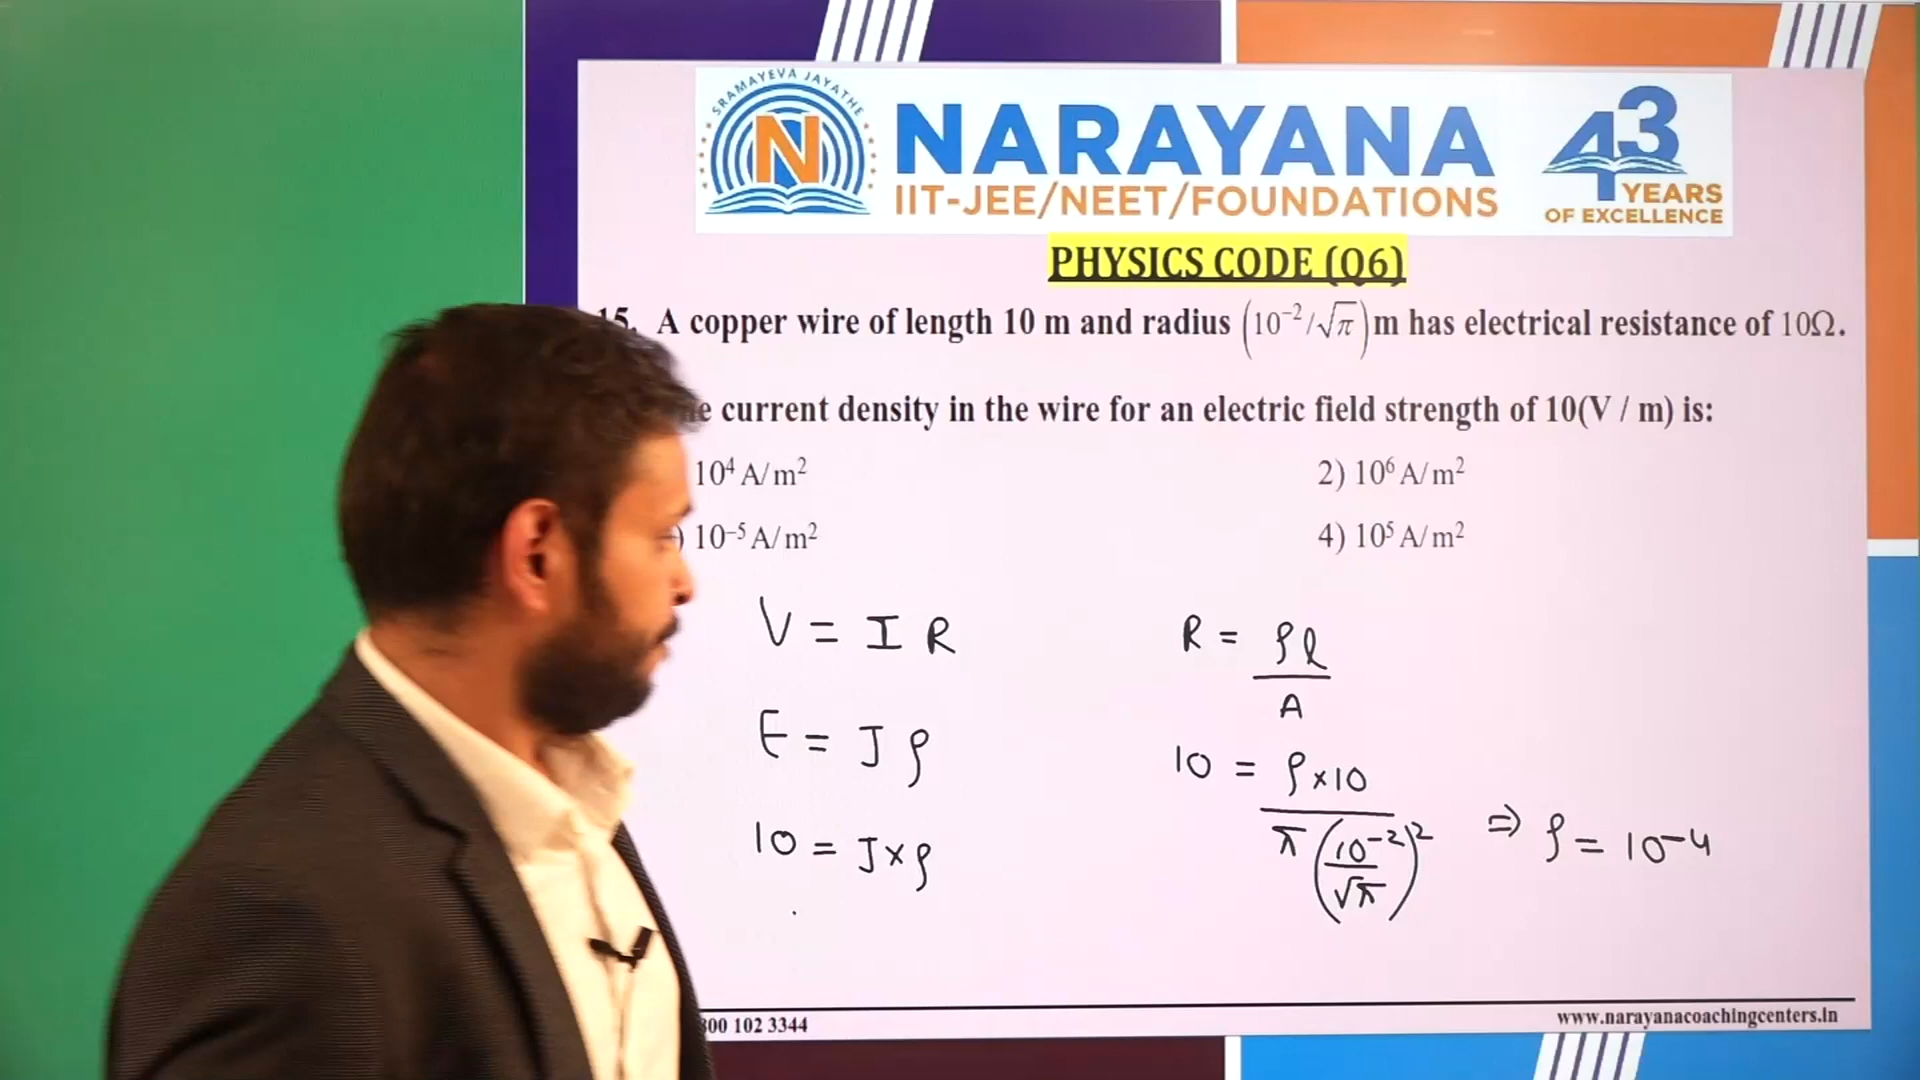 SRAMAYEVA JAYATHE
N
NARAYANA
IIT-JEE/NEET/FOUNDATIONS
43
YEARS
OF EXCELLENCE
PHYSICS CODE (Q6)
15. A copper wire of length 10 m and radius (10⁻²/√π) m has electrical resistance of 10Ω.
current density in the wire for an electric field strength of 10(V / m) is:
10⁴ A/m²
2) 10⁶ A/m²
) 10⁻⁵ A/m²
4) 10⁵ A/m²
V = I R
E = J ρ
10 = J × ρ
R = ρl / A
10 = ρ×10 / π(10⁻²/√π)² ⇒ ρ = 10⁻⁴
00 102 3344
www.narayanacoachingcenters.In